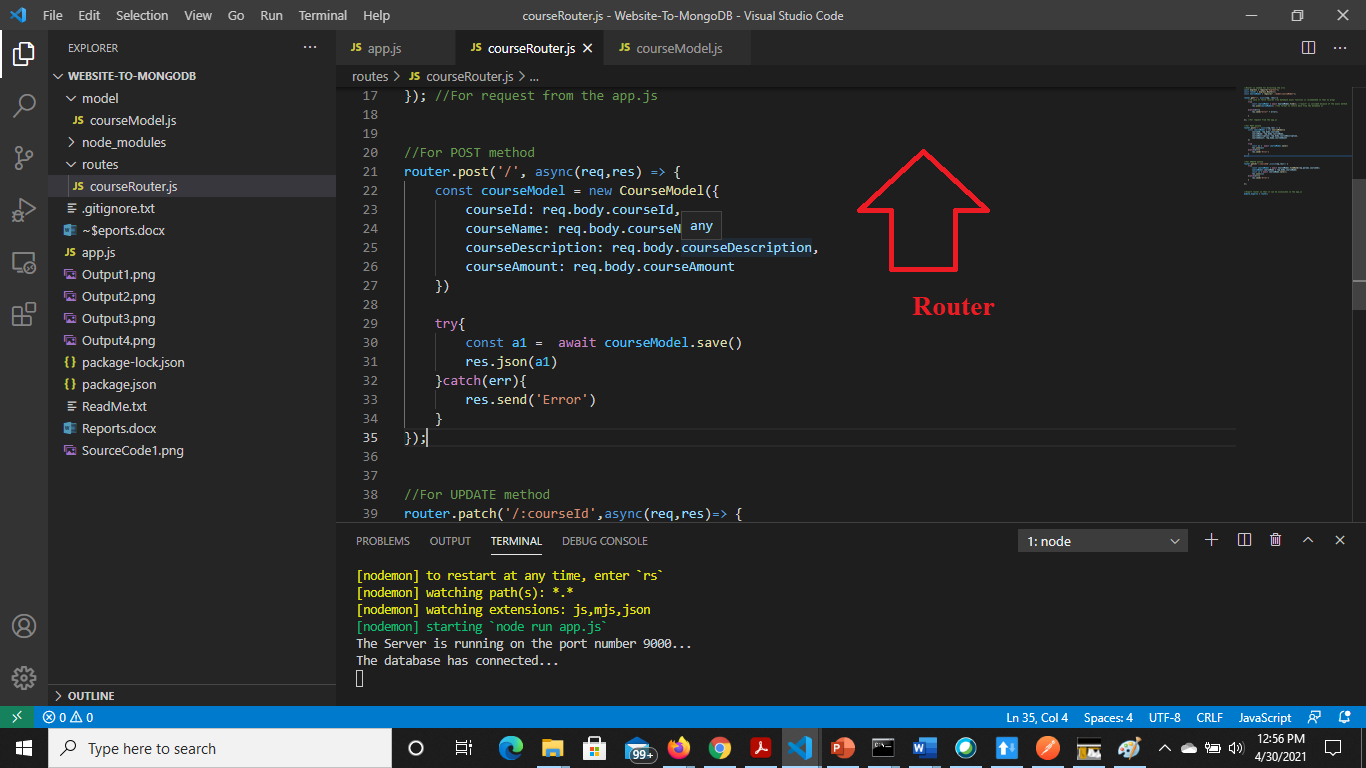 File Edit Selection View Go Run Terminal Help courseRouter.js - Website-To-MongoDB - Visual Studio Code
EXPLORER ...
WEBSITE-TO-MONGODB
model
JS courseModel.js
node_modules
routes
JS courseRouter.js
.gitignore.txt
~$eports.docx
JS app.js
Output1.png
Output2.png
Output3.png
Output4.png
{} package-lock.json
{} package.json
ReadMe.txt
Reports.docx
SourceCode1.png
OUTLINE
JS app.js JS courseRouter.js JS courseModel.js
routes > JS courseRouter.js > ...
17 }); //For request from the app.js
18
19
20 //For POST method
21 router.post('/', async(req,res) => {
22 const courseModel = new CourseModel({
23 courseId: req.body.courseId,
24 courseName: req.body.courseN
any
25 courseDescription: req.body.courseDescription,
26 courseAmount: req.body.courseAmount
27 })
28
29 try{
30 const a1 =  await courseModel.save()
31 res.json(a1)
32 }catch(err){
33 res.send('Error')
34 }
35 });
36
37
38 //For UPDATE method
39 router.patch('/:courseId',async(req,res)=> {
Router
PROBLEMS OUTPUT TERMINAL DEBUG CONSOLE 1: node
[nodemon] to restart at any time, enter `rs`
[nodemon] watching path(s): *.*
[nodemon] watching extensions: js,mjs,json
[nodemon] starting `node run app.js`
The Server is running on the port number 9000...
The database has connected...
0 0 Ln 35, Col 4 Spaces: 4 UTF-8 CRLF JavaScript
Type here to search 99+ 12:56 PM
4/30/2021